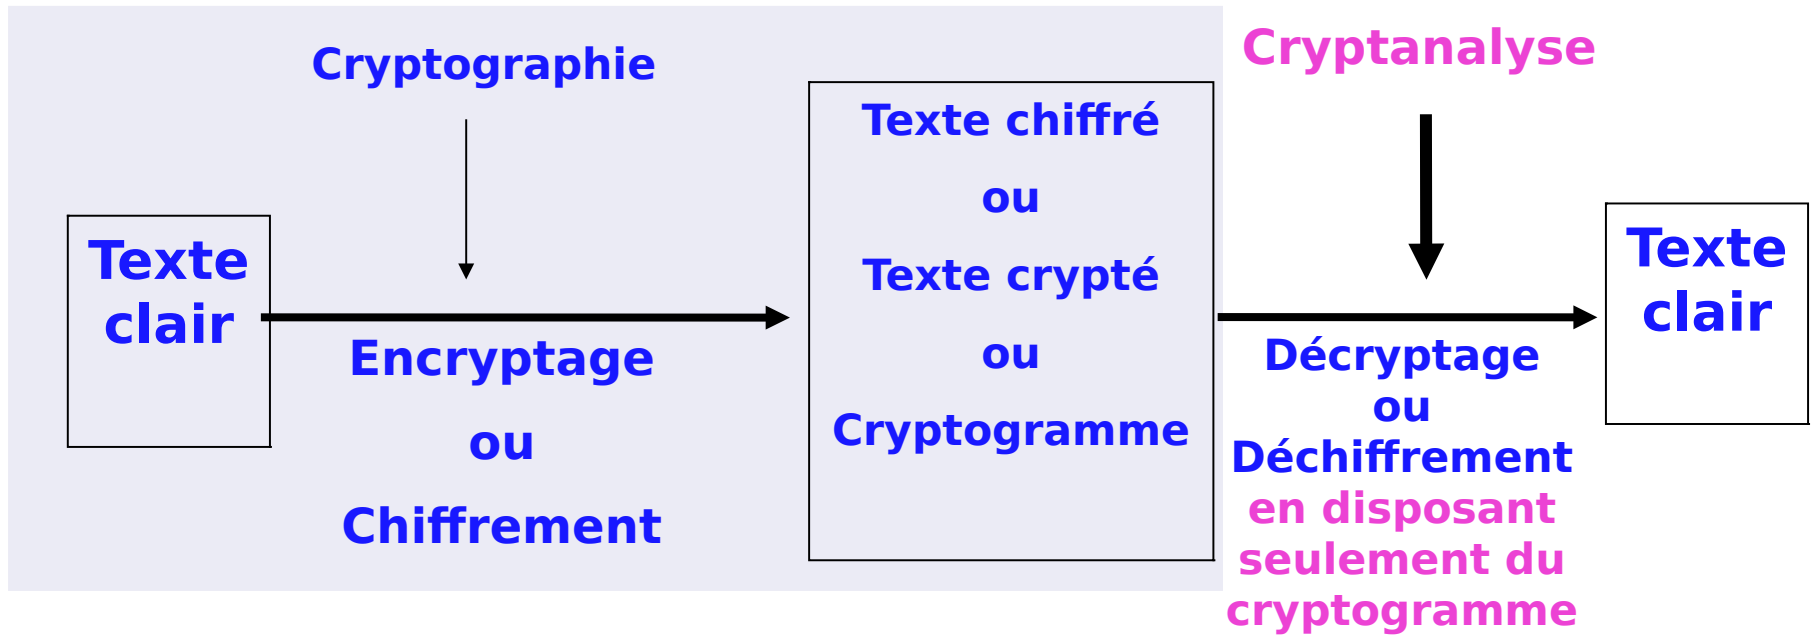 Cryptographie
Texte
clair
Encryptage
ou
Chiffrement
Texte chiffré
ou
Texte crypté
ou
Cryptogramme
Cryptanalyse
Décryptage
ou
Déchiffrement
en disposant
seulement du
cryptogramme
Texte
clair